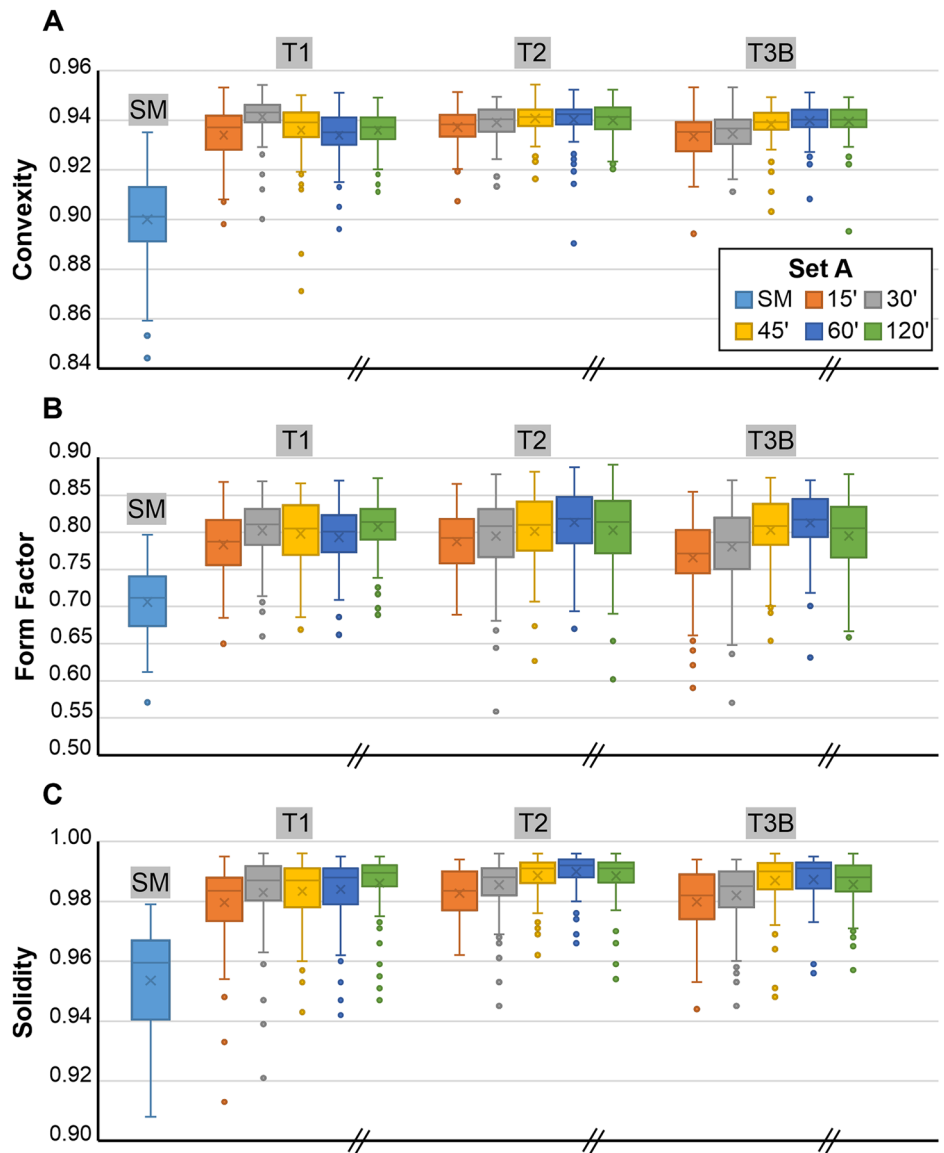 A
T1 T2 T3B
0.96
SM
0.94
0.92
0.90
0.88
0.86
0.84
Convexity
Set A
SM 15' 30'
45' 60' 120'
B
T1 T2 T3B
0.90
SM
0.85
0.80
0.75
0.70
0.65
0.60
0.55
0.50
Form Factor
C
T1 T2 T3B
1.00
SM
0.98
0.96
0.94
0.92
0.90
Solidity